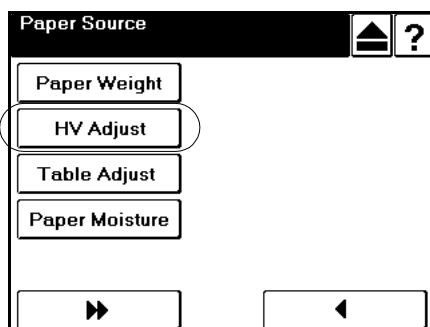 Paper Source
?
Paper Weight
HV Adjust
Table Adjust
Paper Moisture